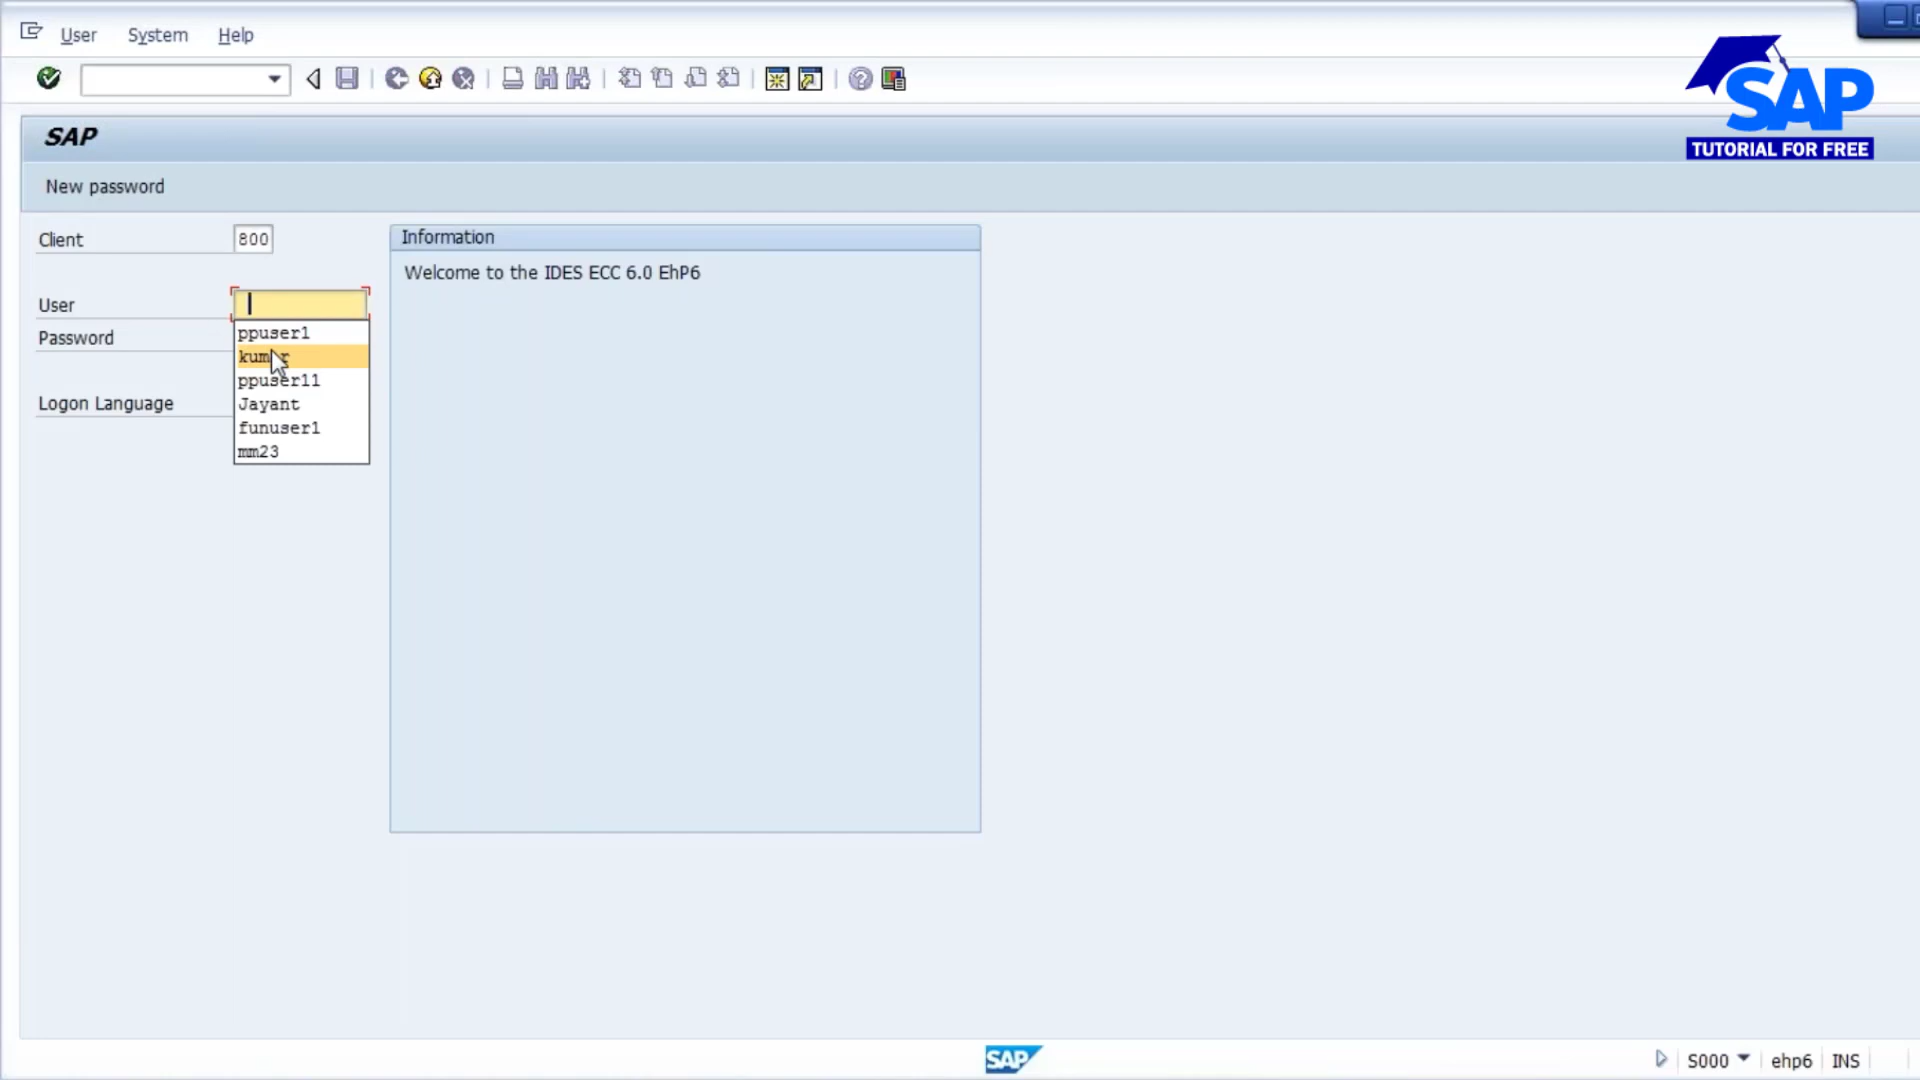 User System Help
SAP
TUTORIAL FOR FREE
SAP
New password
Client 800
Information
Welcome to the IDES ECC 6.0 EhP6
User
ppuser1
Password
kumar
ppuser11
Logon Language
Jayant
funuser1
mm23
SAP
S000 ehp6 INS